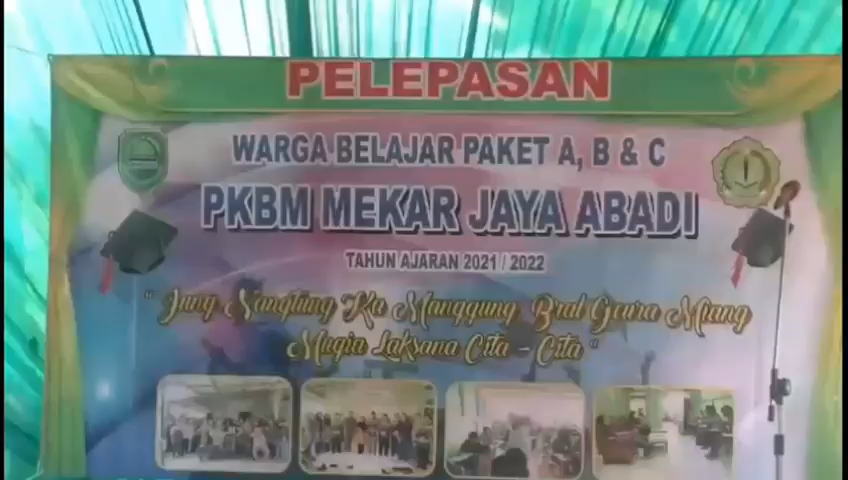 PELEPASAN
WARGA BELAJAR PAKET A, B & C
PKBM MEKAR JAYA ABADI
TAHUN AJARAN 2021 / 2022
"Jung Nangtung Ka Manggung Bral Geura Miang
Mugia Laksana Cita - Cita"